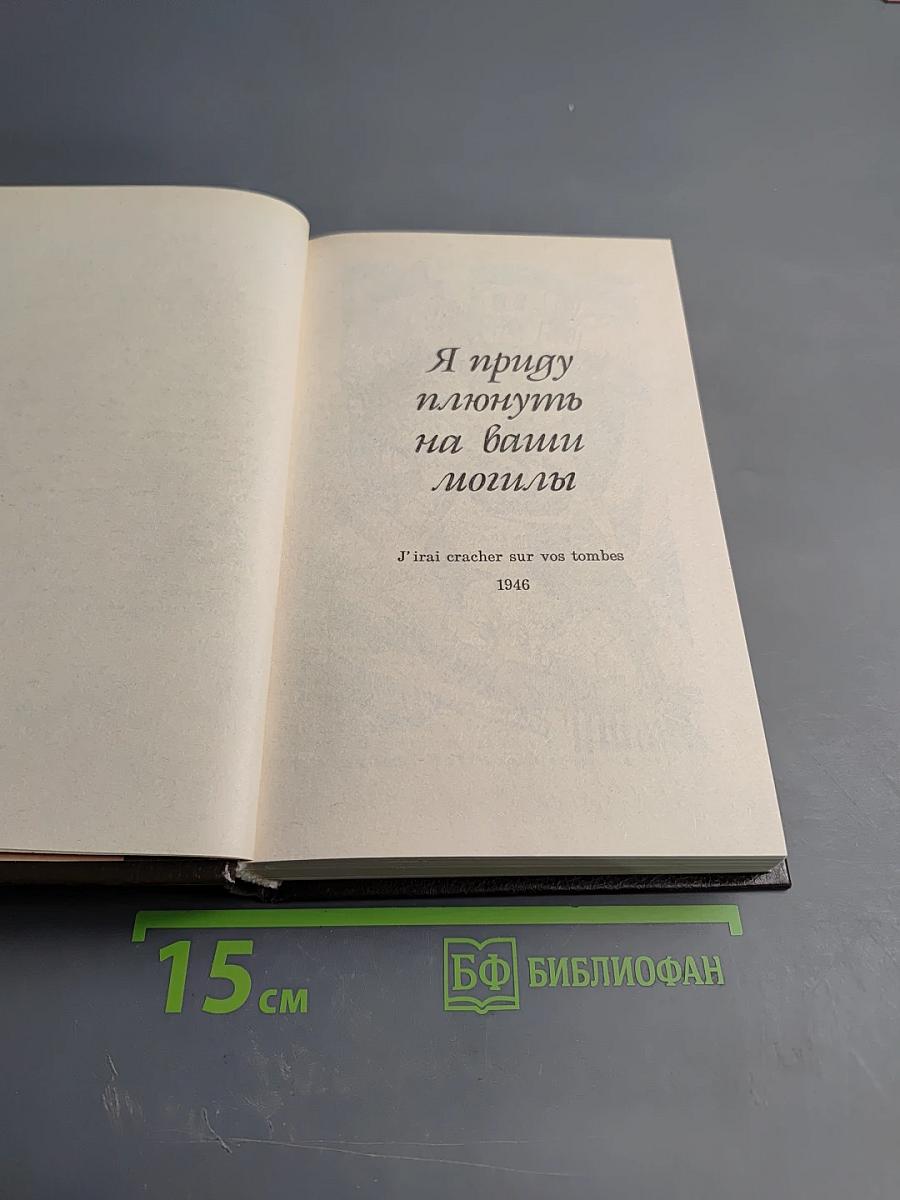 Я приду
плюнуть
на ваши
могилы
J'irai cracher sur vos tombes
1946
15 см
БФ БИБЛИОФАН